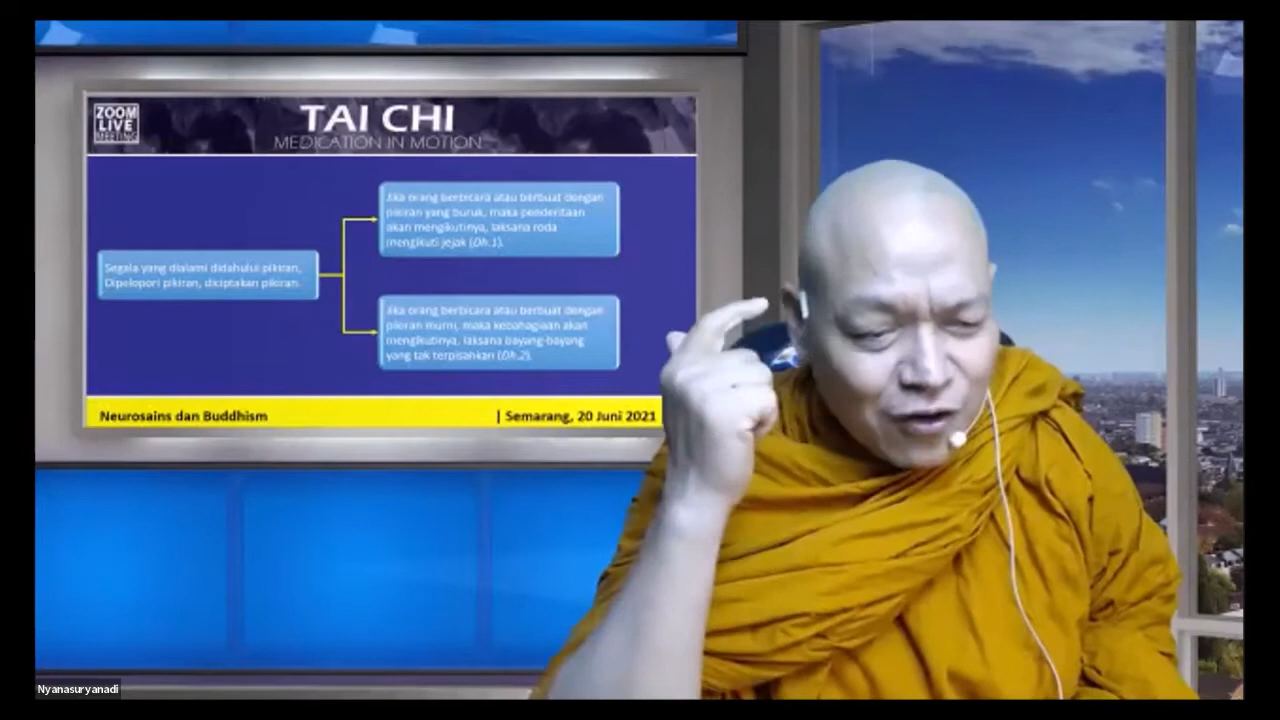 ZOOM
LIVE
MEETING
TAI CHI
MEDICATION IN MOTION
Segala yang dialami didahului pikiran,
Dipelopori pikiran, diciptakan pikiran.
Jika orang berbicara atau berbuat dengan
pikiran yang buruk, maka penderitaan
akan mengikutinya, laksana roda
mengikuti jejak (Dh.1).
Jika orang berbicara atau berbuat dengan
pikiran murni, maka kebahagiaan akan
mengikutinya, laksana bayang-bayang
yang tak terpisahkan (Dh.2).
Neurosains dan Buddhism
| Semarang, 20 Juni 2021
Nyanasuryanadi